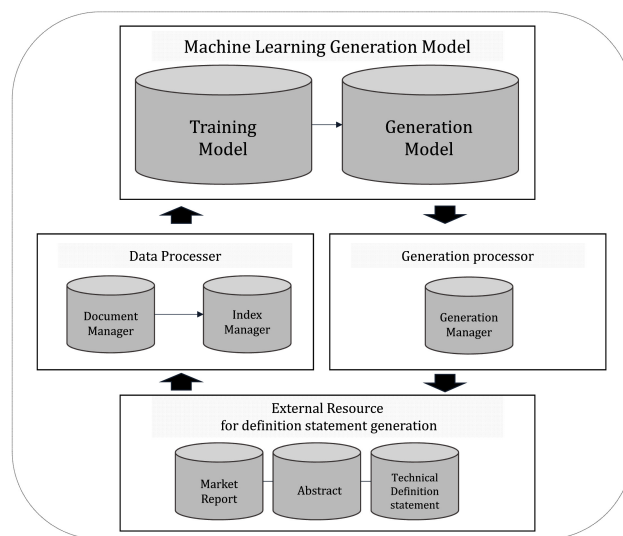 Machine Learning Generation Model
Training
Model
Generation
Model
Data Processer
Document
Manager
Index
Manager
Generation processor
Generation
Manager
External Resource
for definition statement generation
Market
Report
Abstract
Technical
Definition
statement